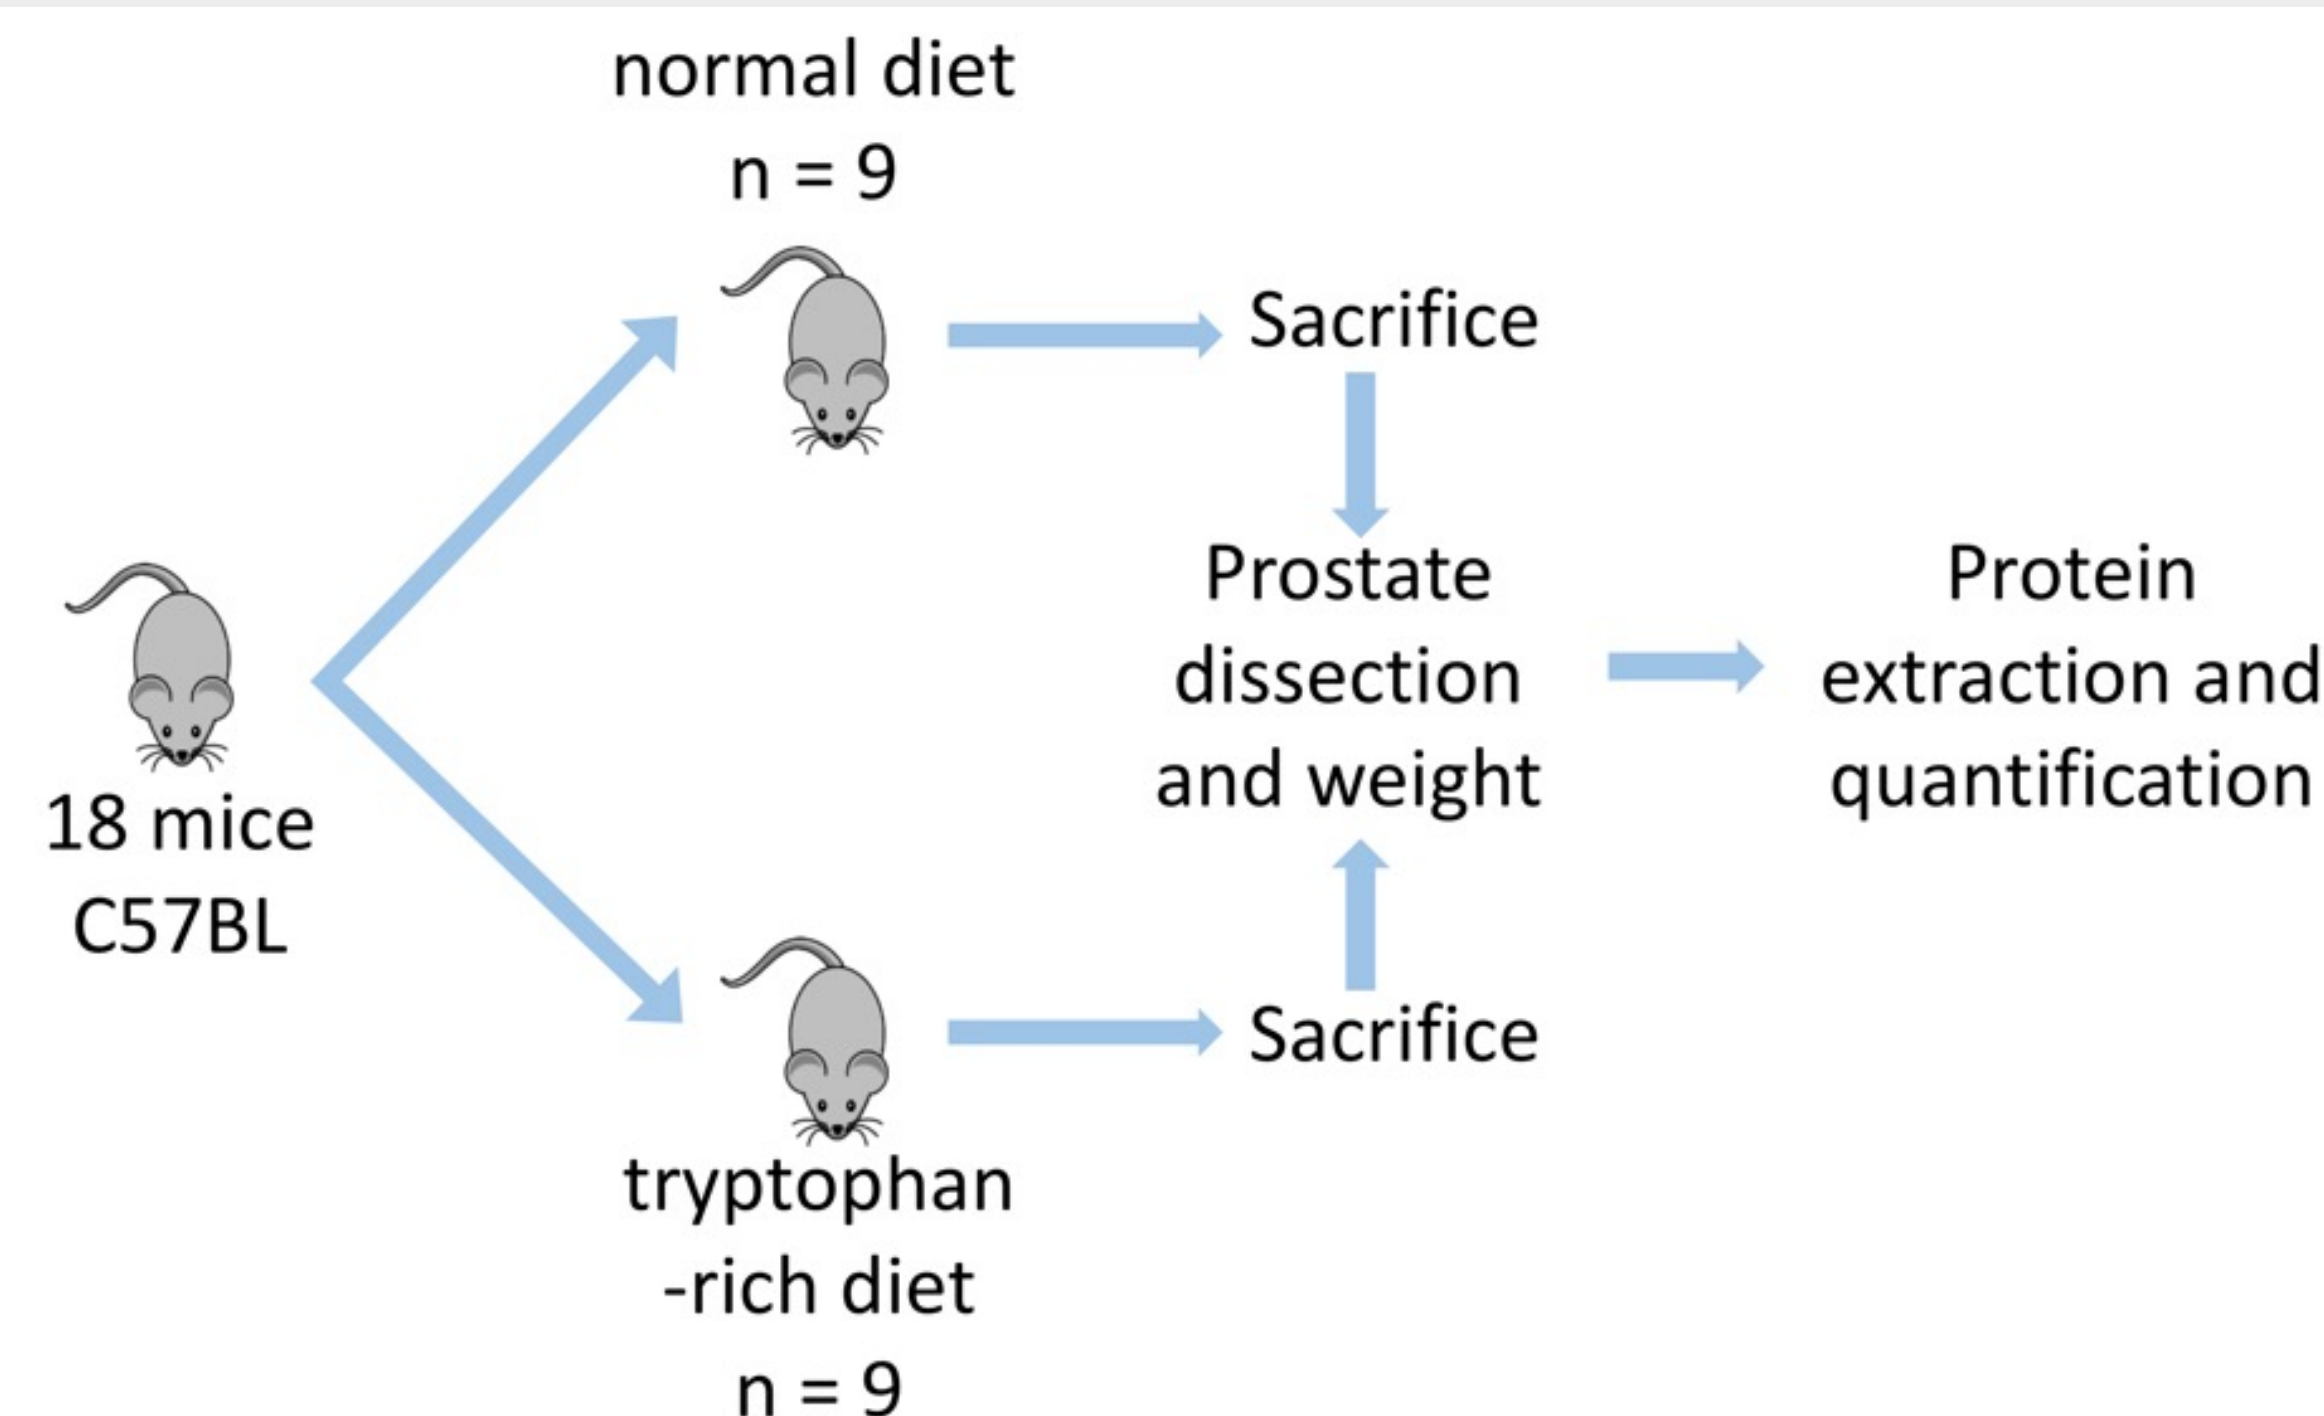 normal diet
n = 9
18 mice
C57BL
tryptophan
-rich diet
n = 9
Sacrifice
Prostate
dissection
and weight
Sacrifice
Protein
extraction and
quantification